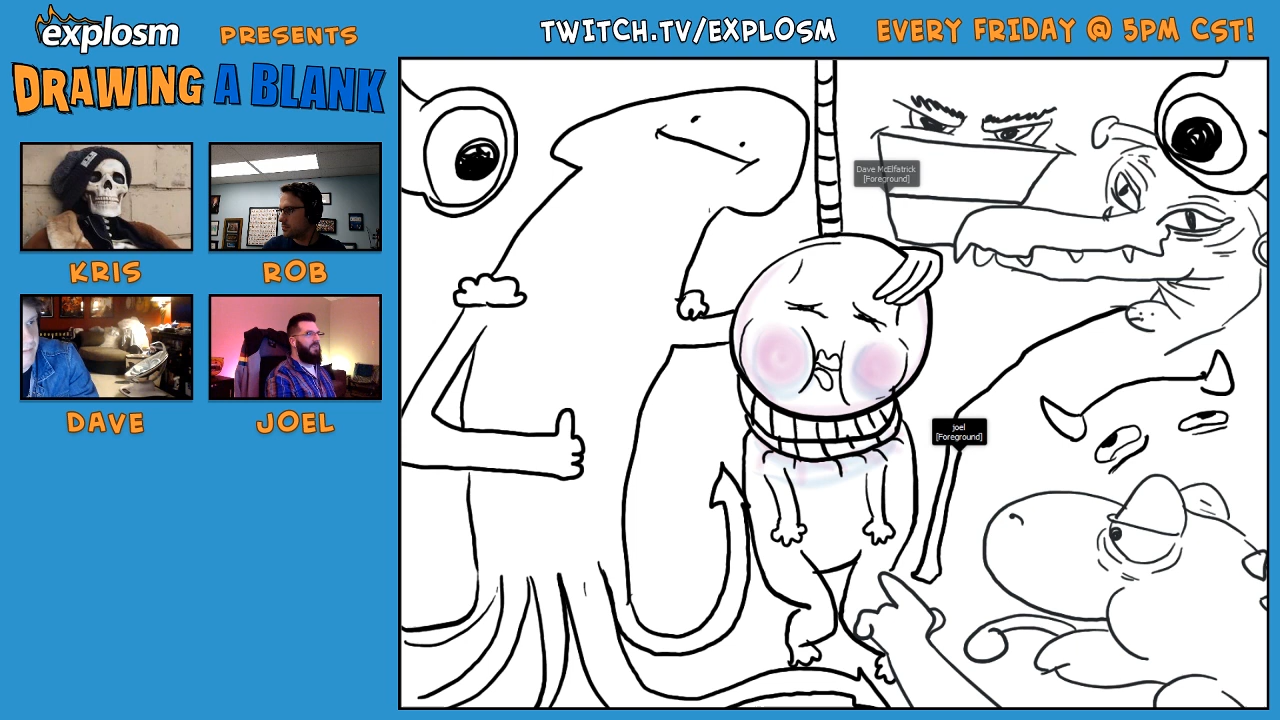 explosm PRESENTS
DRAWING A BLANK
TWITCH.TV/EXPLOSM
EVERY FRIDAY @ 5PM CST!
KRIS
ROB
DAVE
JOEL
Dave McElfatrick
[Foreground]
joel
[Foreground]